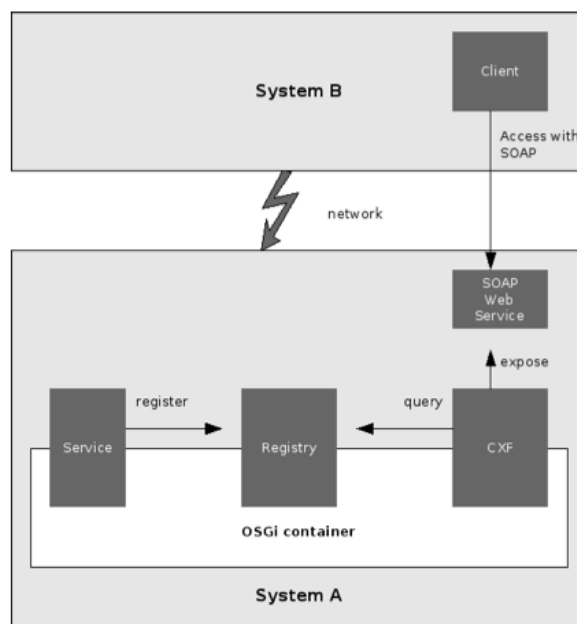 Client
System B
Access with
SOAP
network
SOAP
Web
Service
expose
register
query
Service
Registry
CXF
OSGi container
System A